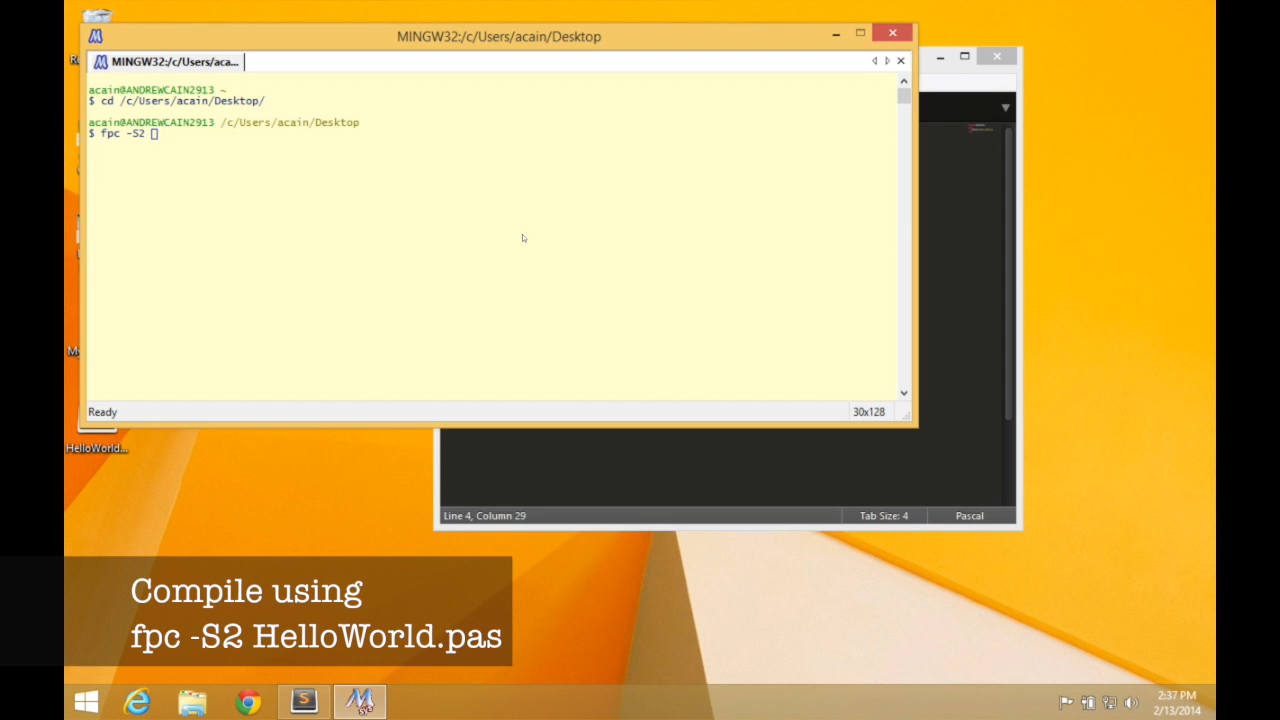 MINGW32:/c/Users/acain/Desktop
MINGW32:/c/Users/aca...
acain@ANDREWCAIN2913 ~
$ cd /c/Users/acain/Desktop/
acain@ANDREWCAIN2913 /c/Users/acain/Desktop
$ fpc -S2
Ready
30x128
HelloWorld...
Line 4, Column 29
Tab Size: 4
Pascal
Compile using
fpc -S2 HelloWorld.pas
2:37 PM
2/13/2014